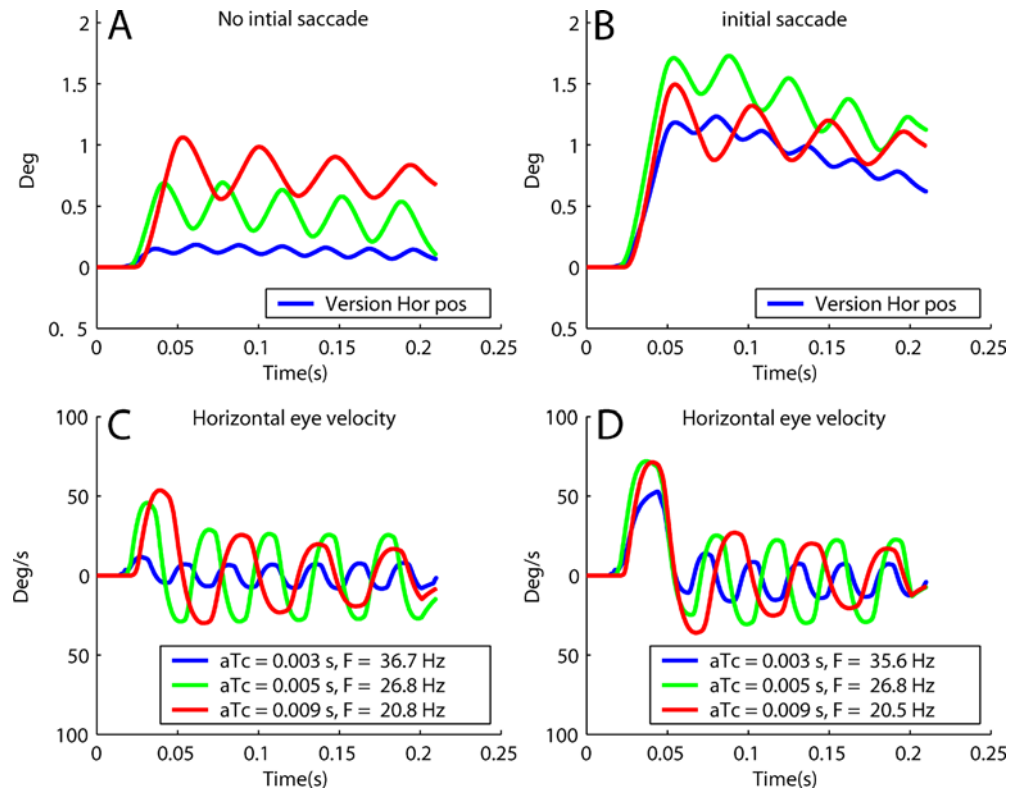 A
No intial saccade
2
1.5
1
0.5
0
0. 5
Deg
Version Hor pos
0
0.05
0.1
0.15
0.2
0.25
Time(s)
B
initial saccade
2
1.5
1
0.5
0
0.5
Deg
Version Hor pos
0
0.05
0.1
0.15
0.2
0.25
Time(s)
C
Horizontal eye velocity
100
50
0
50
100
Deg/s
aTc = 0.003 s, F = 36.7 Hz
aTc = 0.005 s, F = 26.8 Hz
aTc = 0.009 s, F = 20.8 Hz
0
0.05
0.1
0.15
0.2
0.25
Time(s)
D
Horizontal eye velocity
100
50
0
50
100
Deg/s
aTc = 0.003 s, F = 35.6 Hz
aTc = 0.005 s, F = 26.8 Hz
aTc = 0.009 s, F = 20.5 Hz
0
0.05
0.1
0.15
0.2
0.25
Time(s)